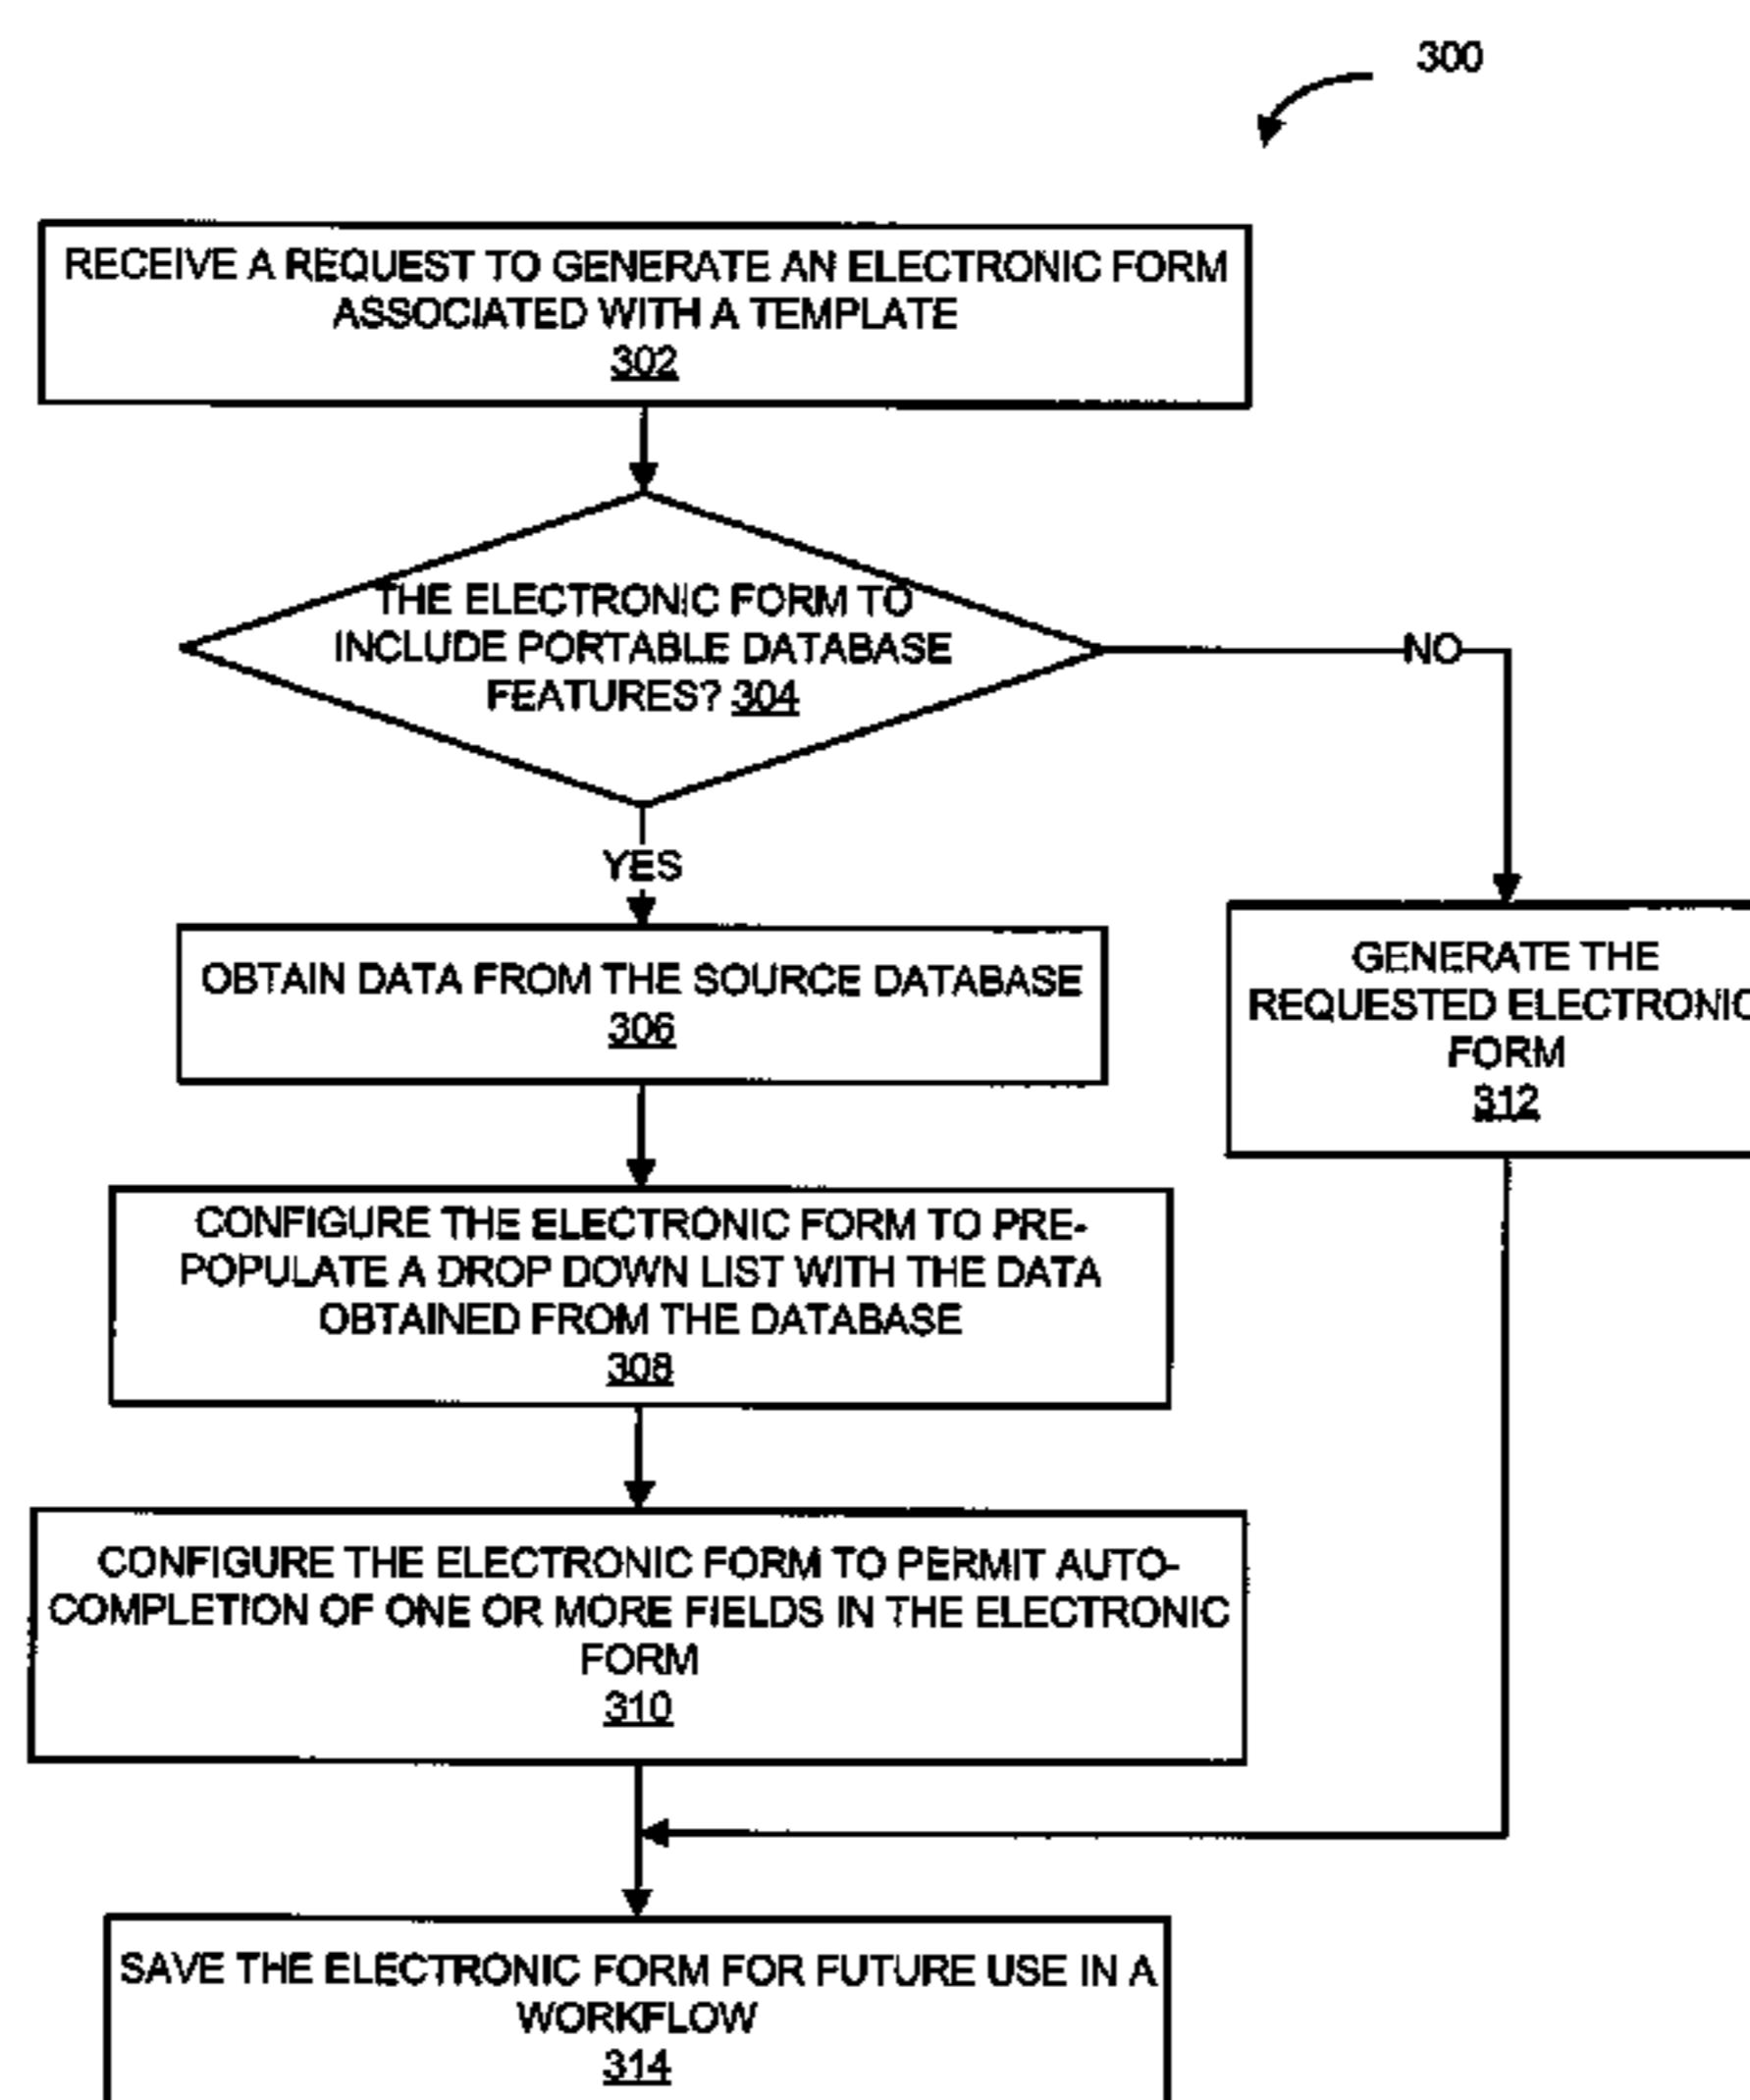 300
RECEIVE A REQUEST TO GENERATE AN ELECTRONIC FORM
ASSOCIATED WITH A TEMPLATE
302
THE ELECTRONIC FORM TO
INCLUDE PORTABLE DATABASE
FEATURES? 304
NO
YES
OBTAIN DATA FROM THE SOURCE DATABASE
306
GENERATE THE
REQUESTED ELECTRONIC
FORM
312
CONFIGURE THE ELECTRONIC FORM TO PRE-
POPULATE A DROP DOWN LIST WITH THE DATA
OBTAINED FROM THE DATABASE
308
CONFIGURE THE ELECTRONIC FORM TO PERMIT AUTO-
COMPLETION OF ONE OR MORE FIELDS IN THE ELECTRONIC
FORM
310
SAVE THE ELECTRONIC FORM FOR FUTURE USE IN A
WORKFLOW
314